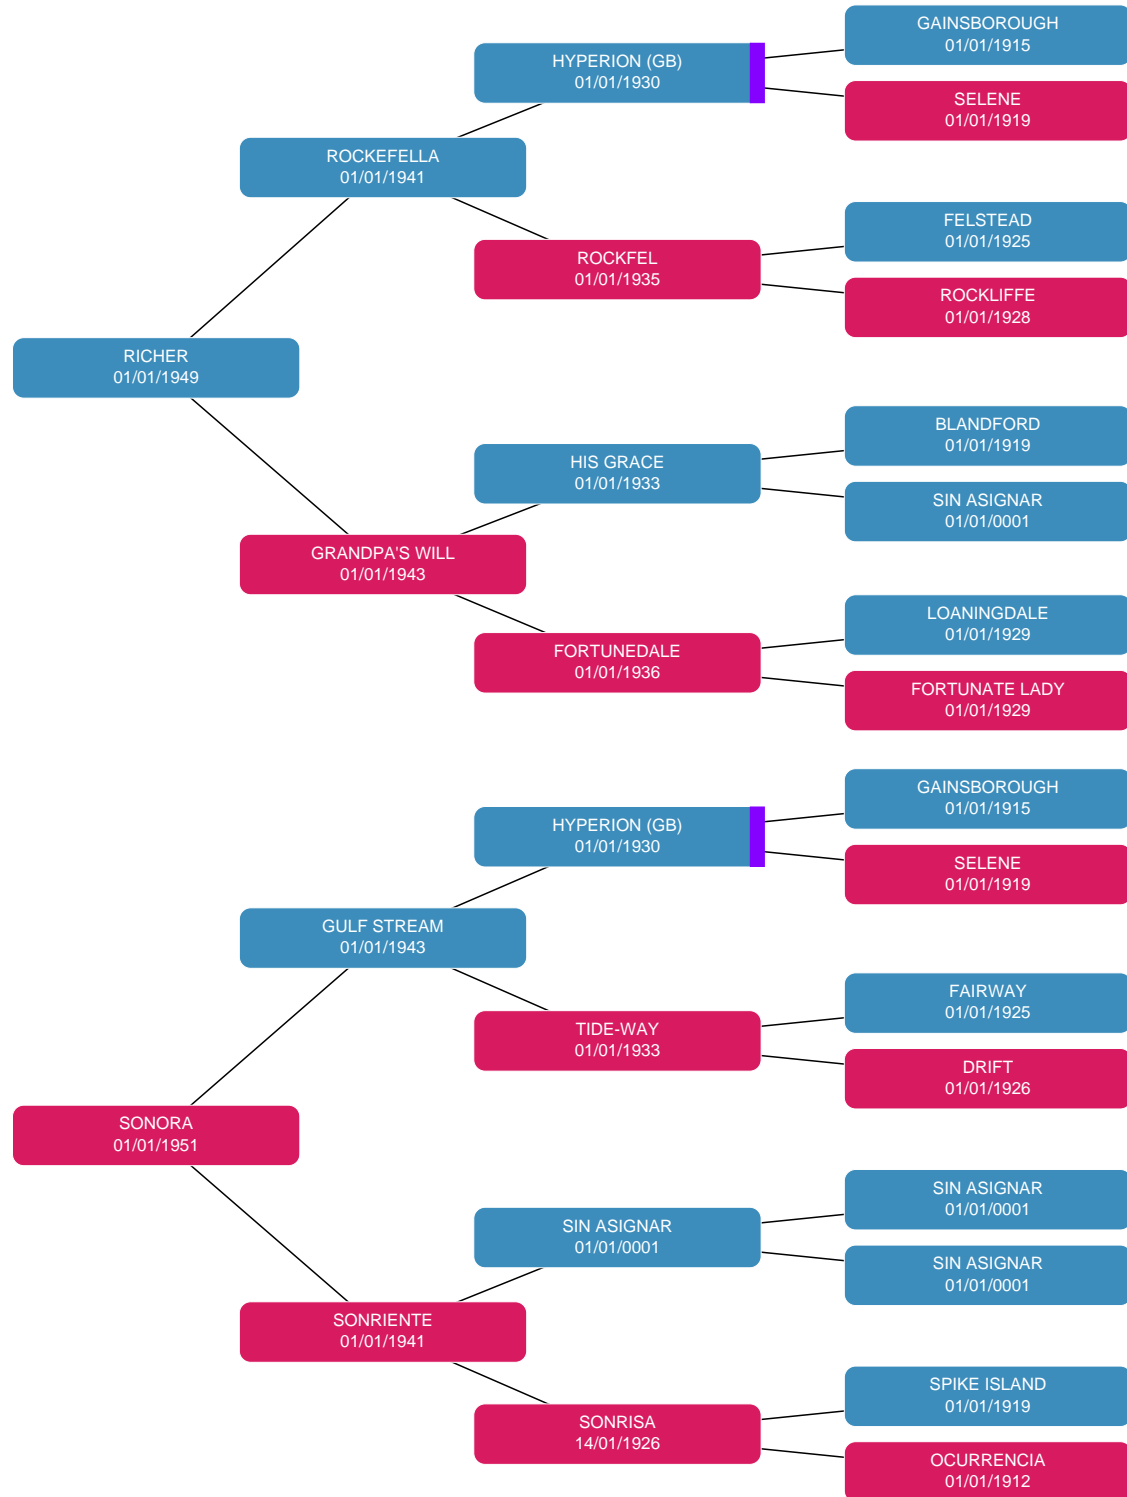 GAINSBOROUGH
01/01/1915
HYPERION (GB)
01/01/1930
SELENE
01/01/1919
ROCKEFELLA
01/01/1941
FELSTEAD
01/01/1925
ROCKFEL
01/01/1935
ROCKLIFFE
01/01/1928
RICHER
01/01/1949
BLANDFORD
01/01/1919
HIS GRACE
01/01/1933
SIN ASIGNAR
01/01/0001
GRANDPA'S WILL
01/01/1943
LOANINGDALE
01/01/1929
FORTUNEDALE
01/01/1936
FORTUNATE LADY
01/01/1929
GAINSBOROUGH
01/01/1915
HYPERION (GB)
01/01/1930
SELENE
01/01/1919
GULF STREAM
01/01/1943
FAIRWAY
01/01/1925
TIDE-WAY
01/01/1933
DRIFT
01/01/1926
SONORA
01/01/1951
SIN ASIGNAR
01/01/0001
SIN ASIGNAR
01/01/0001
SIN ASIGNAR
01/01/0001
SONRIENTE
01/01/1941
SPIKE ISLAND
01/01/1919
SONRISA
14/01/1926
OCURRENCIA
01/01/1912